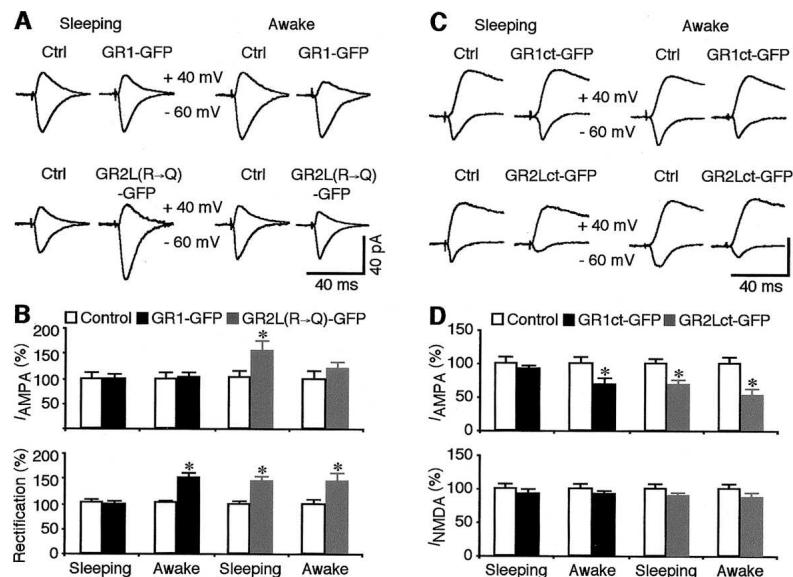 A
Sleeping
Awake
Ctrl
GR1-GFP
Ctrl
GR1-GFP
+ 40 mV
- 60 mV
Ctrl
GR2L(R→Q)
-GFP
Ctrl
GR2L(R→Q)
-GFP
+ 40 mV
- 60 mV
40 pA
40 ms
B
Control
GR1-GFP
GR2L(R→Q)-GFP
IAMPA (%)
200
150
100
50
* 
Rectification (%)
200
150
100
50
* * *
Sleeping
Awake
Sleeping
Awake
C
Sleeping
Awake
Ctrl
GR1ct-GFP
Ctrl
GR1ct-GFP
+ 40 mV
- 60 mV
Ctrl
GR2Lct-GFP
Ctrl
GR2Lct-GFP
+ 40 mV
- 60 mV
40 ms
D
Control
GR1ct-GFP
GR2Lct-GFP
IAMPA (%)
150
100
50
0
* * *
INMDA (%)
150
100
50
0
Sleeping
Awake
Sleeping
Awake